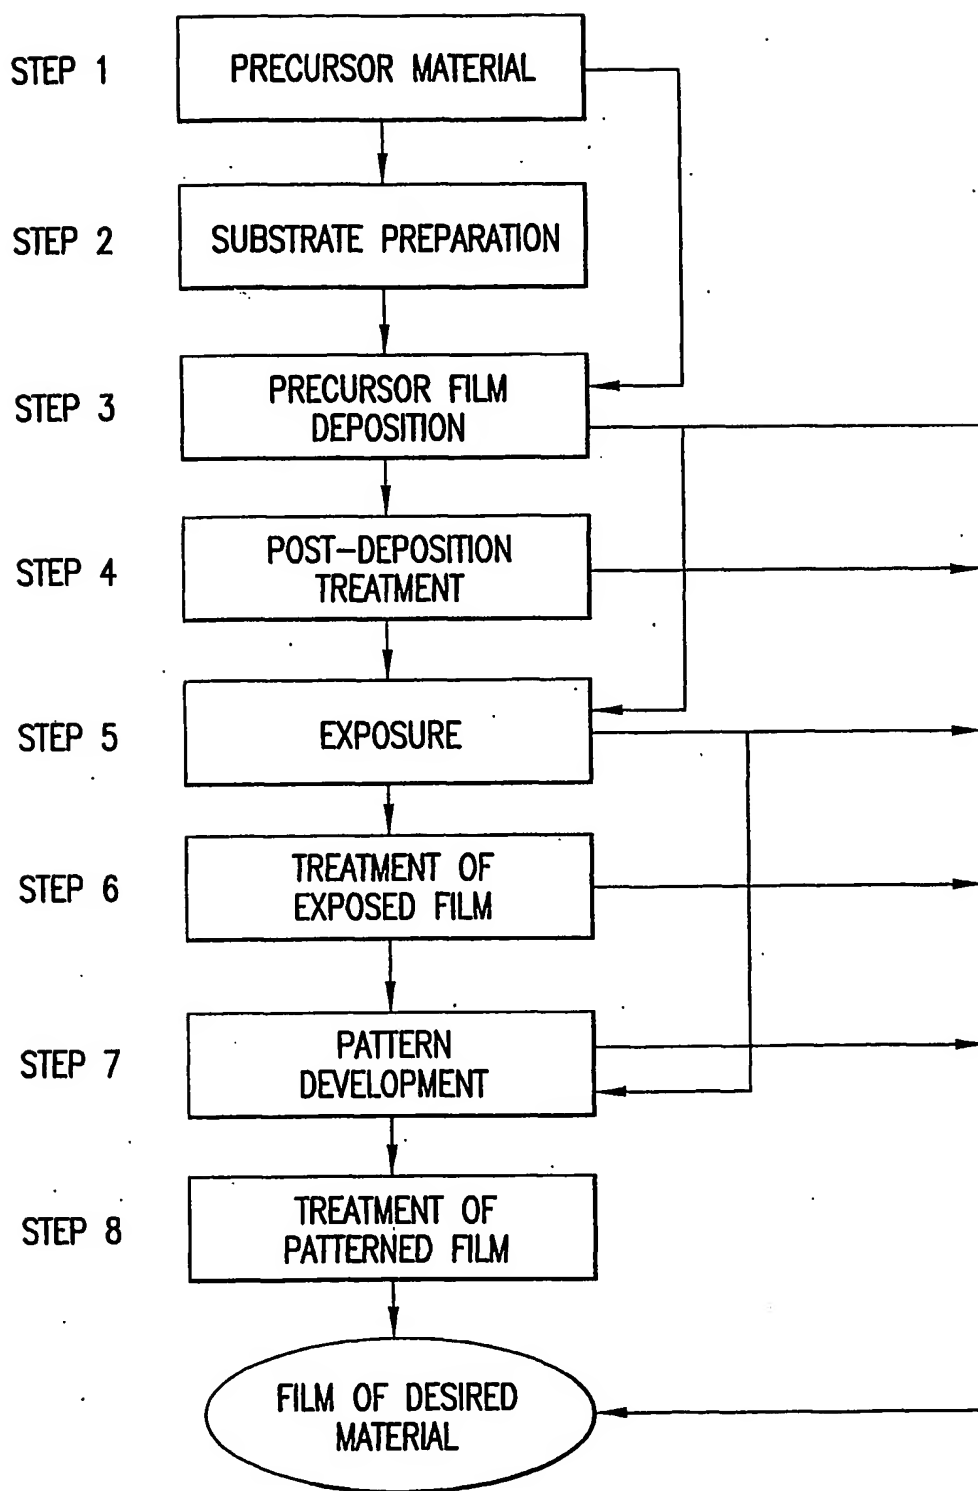 STEP 1
PRECURSOR MATERIAL
STEP 2
SUBSTRATE PREPARATION
STEP 3
PRECURSOR FILM
DEPOSITION
STEP 4
POST-DEPOSITION
TREATMENT
STEP 5
EXPOSURE
STEP 6
TREATMENT OF
EXPOSED FILM
STEP 7
PATTERN
DEVELOPMENT
STEP 8
TREATMENT OF
PATTERNED FILM
FILM OF DESIRED
MATERIAL